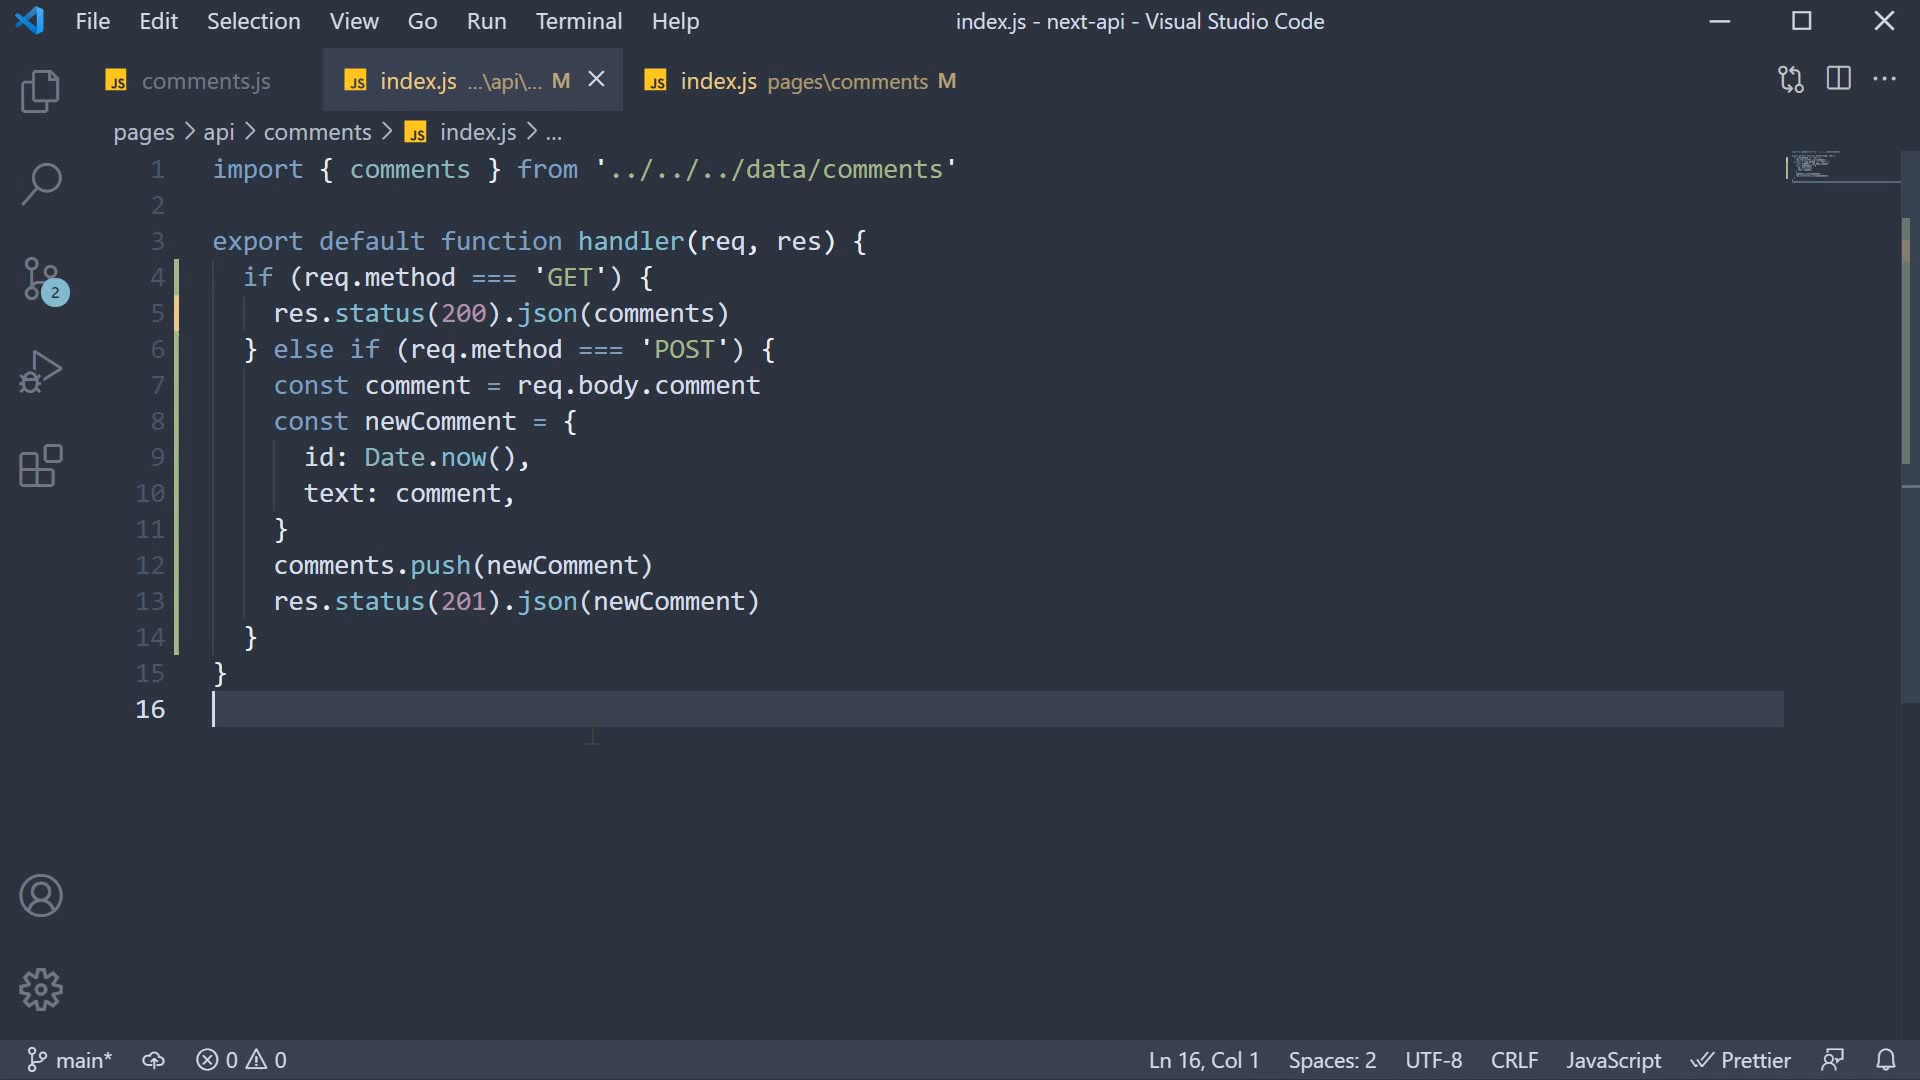 File Edit Selection View Go Run Terminal Help index.js - next-api - Visual Studio Code
JS comments.js JS index.js ...\api\... M JS index.js pages\comments M
pages > api > comments > JS index.js > ...
1 import { comments } from '../../../data/comments'
2
3 export default function handler(req, res) {
4 if (req.method === 'GET') {
5 res.status(200).json(comments)
6 } else if (req.method === 'POST') {
7 const comment = req.body.comment
8 const newComment = {
9 id: Date.now(),
10 text: comment,
11 }
12 comments.push(newComment)
13 res.status(201).json(newComment)
14 }
15 }
16
2
main* 0 0 Ln 16, Col 1 Spaces: 2 UTF-8 CRLF JavaScript Prettier